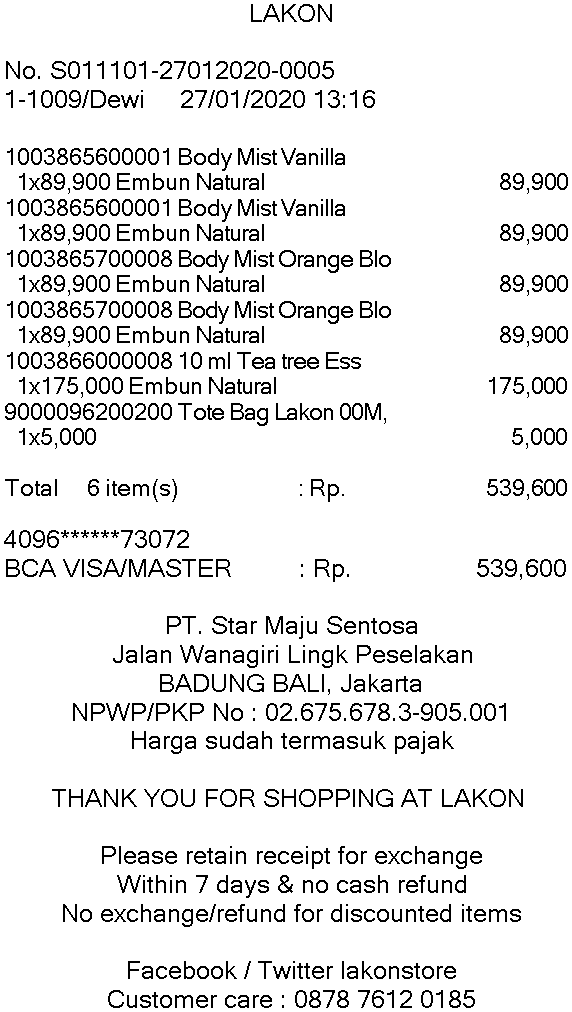 LAKON
No. S011101-27012020-0005
1-1009/Dewi 27/01/2020 13:16
1003865600001 Body Mist Vanilla
1x89,900 Embun Natural 89,900
1003865600001 Body Mist Vanilla
1x89,900 Embun Natural 89,900
1003865700008 Body Mist Orange Blo
1x89,900 Embun Natural 89,900
1003865700008 Body Mist Orange Blo
1x89,900 Embun Natural 89,900
1003866000008 10 ml Tea tree Ess
1x175,000 Embun Natural 175,000
9000096200200 Tote Bag Lakon 00M,
1x5,000 5,000
Total 6 item(s) : Rp. 539,600
4096******73072
BCA VISA/MASTER : Rp. 539,600
PT. Star Maju Sentosa
Jalan Wanagiri Lingk Peselakan
BADUNG BALI, Jakarta
NPWP/PKP No : 02.675.678.3-905.001
Harga sudah termasuk pajak
THANK YOU FOR SHOPPING AT LAKON
Please retain receipt for exchange
Within 7 days & no cash refund
No exchange/refund for discounted items
Facebook / Twitter lakonstore
Customer care : 0878 7612 0185